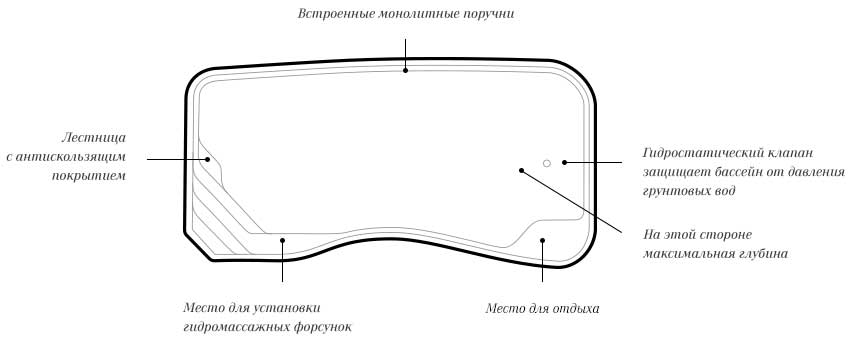 Встроенные монолитные поручни
Лестница
с антискользящим
покрытием
Гидростатический клапан
защищает бассейн от давления
грунтовых вод
На этой стороне
максимальная глубина
Место для установки
гидромассажных форсунок
Место для отдыха